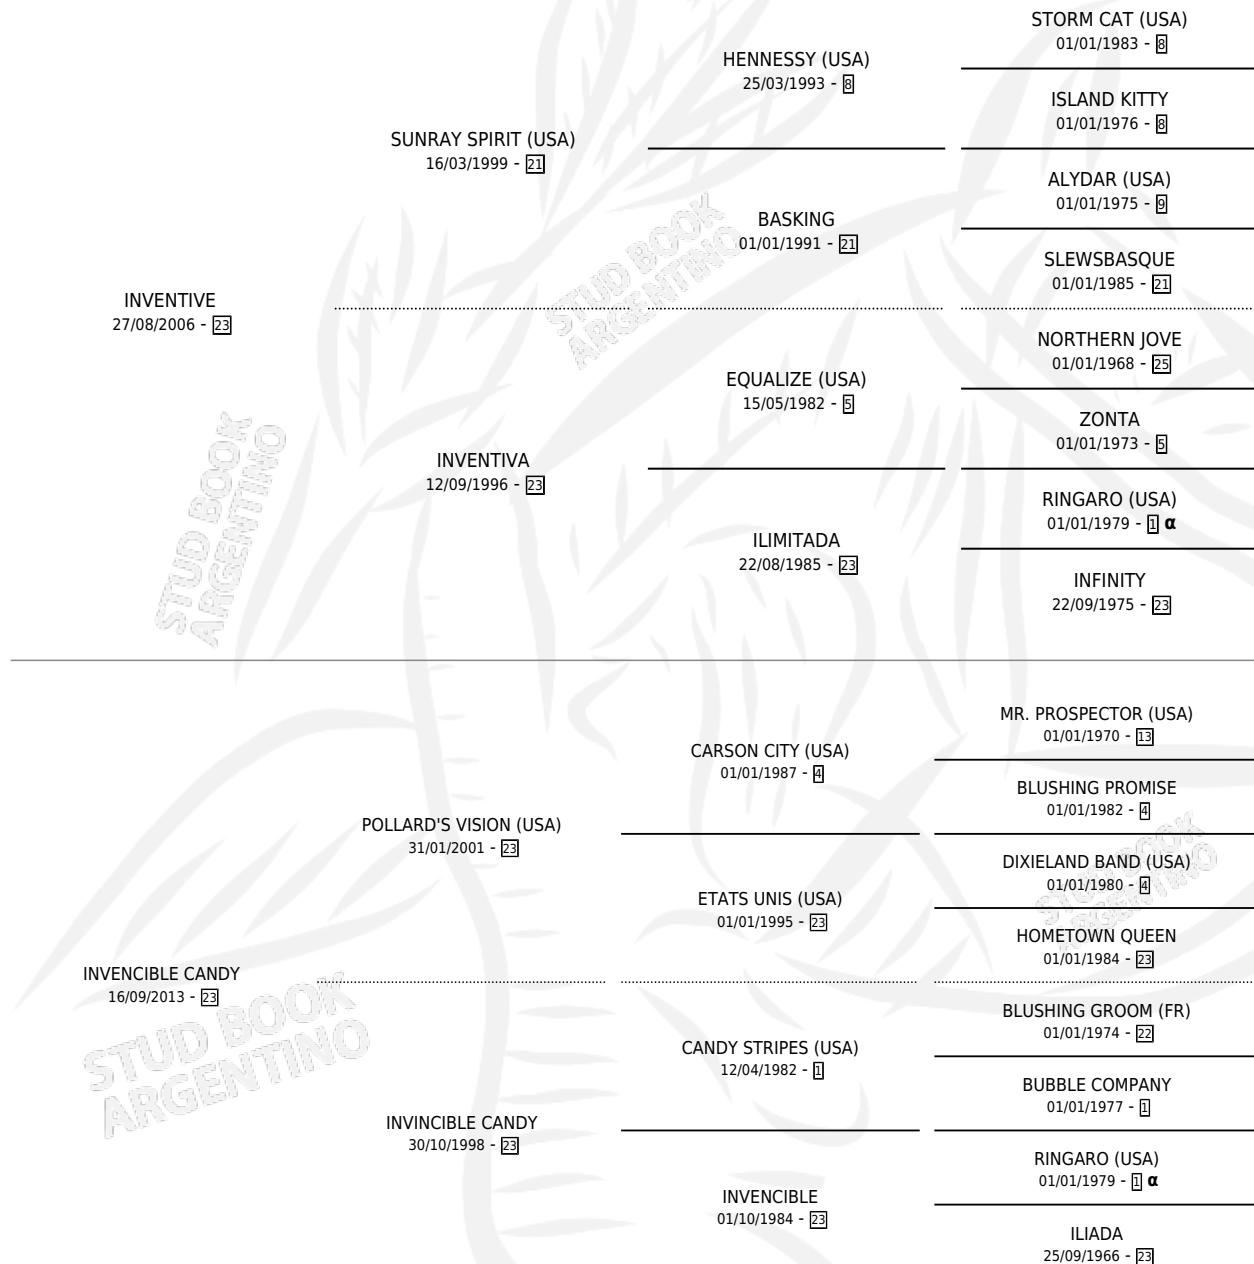 STORM CAT (USA)
01/01/1983 - 8
HENNESSY (USA)
25/03/1993 - 8
ISLAND KITTY
01/01/1976 - 8
SUNRAY SPIRIT (USA)
16/03/1999 - 21
ALYDAR (USA)
01/01/1975 - 9
BASKING
01/01/1991 - 21
SLEWSBASQUE
01/01/1985 - 21
INVENTIVE
27/08/2006 - 23
NORTHERN JOVE
01/01/1968 - 25
EQUALIZE (USA)
15/05/1982 - 5
ZONTA
01/01/1973 - 5
INVENTIVA
12/09/1996 - 23
RINGARO (USA)
01/01/1979 - 1 α
ILIMITADA
22/08/1985 - 23
INFINITY
22/09/1975 - 23
MR. PROSPECTOR (USA)
01/01/1970 - 13
CARSON CITY (USA)
01/01/1987 - 4
BLUSHING PROMISE
01/01/1982 - 4
POLLARD'S VISION (USA)
31/01/2001 - 23
DIXIELAND BAND (USA)
01/01/1980 - 4
ETATS UNIS (USA)
01/01/1995 - 23
HOMETOWN QUEEN
01/01/1984 - 23
INVENCIBLE CANDY
16/09/2013 - 23
BLUSHING GROOM (FR)
01/01/1974 - 22
CANDY STRIPES (USA)
12/04/1982 - 1
BUBBLE COMPANY
01/01/1977 - 1
INVINCIBLE CANDY
30/10/1998 - 23
RINGARO (USA)
01/01/1979 - 1 α
INVENCIBLE
01/10/1984 - 23
ILIADA
25/09/1966 - 23
STUD BOOK
ARGENTINO
STUD BOOK
ARGENTINO
STUD BOOK
ARGENTINO
STUD BOOK
ARGENTINO